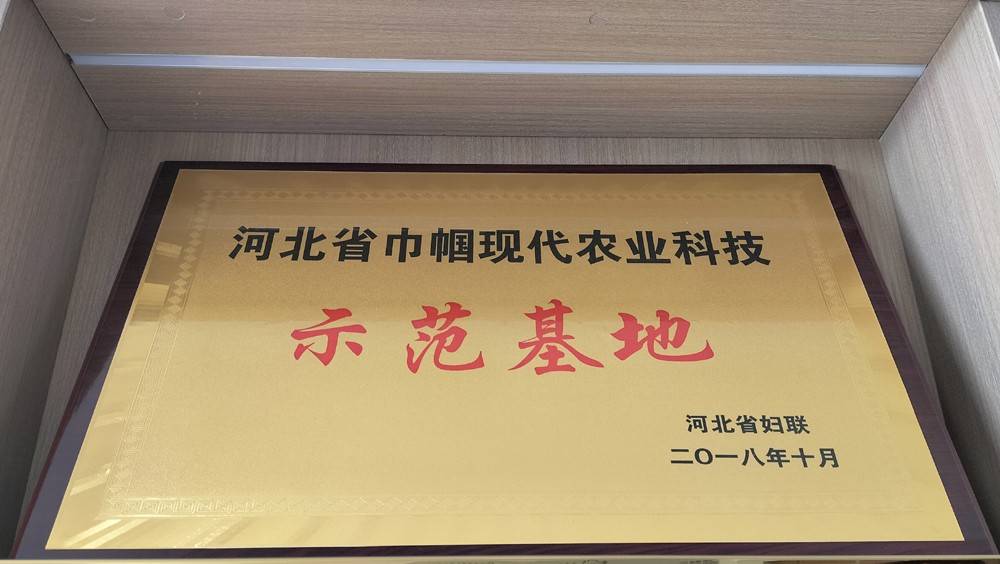 河北省巾帼现代农业科技
示范基地
河北省妇联
二〇一八年十月